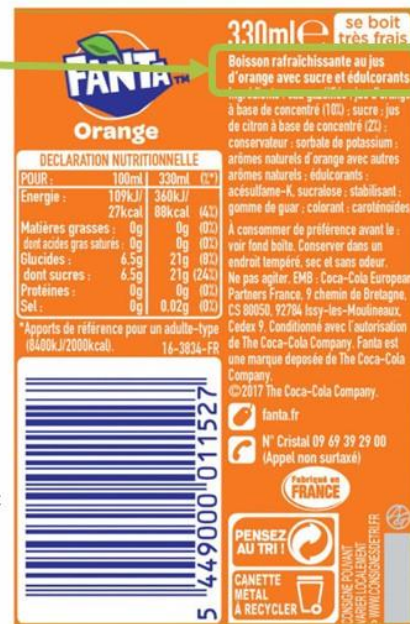 FANTA TM
Orange
DECLARATION NUTRITIONNELLE
POUR : 100ml 330ml (%*)
Energie : 109kJ/ 360kJ/
27kcal 88kcal (4%)
Matières grasses : 0g 0g (0%)
dont acides gras saturés : 0g 0g (0%)
Glucides : 6.5g 21g (8%)
dont sucres : 6.5g 21g (24%)
Protéines : 0g 0g (0%)
Sel : 0g 0.02g (0%)
*Apports de référence pour un adulte-type
(8400kJ/2000kcal). 16-3834-FR
5 449000 011527
330ml e
se boit
très frais
Boisson rafraîchissante au jus
d'orange avec sucre et édulcorants
à base de concentré (10%) ; sucre ; jus
de citron à base de concentré (2%) ;
conservateur : sorbate de potassium ;
arômes naturels d'orange avec autres
arômes naturels ; édulcorants :
acésulfame-K, sucralose ; stabilisant :
gomme de guar ; colorant : caroténoïdes
À consommer de préférence avant le :
voir fond boîte. Conserver dans un
endroit tempéré, sec et sans odeur.
Ne pas agiter. EMB : Coca-Cola European
Partners France, 9 chemin de Bretagne,
CS 80050, 92784 Issy-les-Moulineaux,
Cedex 9. Conditionné avec l'autorisation
de The Coca-Cola Company. Fanta est
une marque deposée de The Coca-Cola
Company.
©2017 The Coca-Cola Company.
fanta.fr
N° Cristal 09 69 39 29 00
(Appel non surtaxé)
Fabriqué en
FRANCE
PENSEZ
AU TRI !
CANETTE
MÉTAL
À RECYCLER
CONSIGNE POUVANT
VARIER LOCALEMENT
> WWW.CONSIGNESDETRI.FR